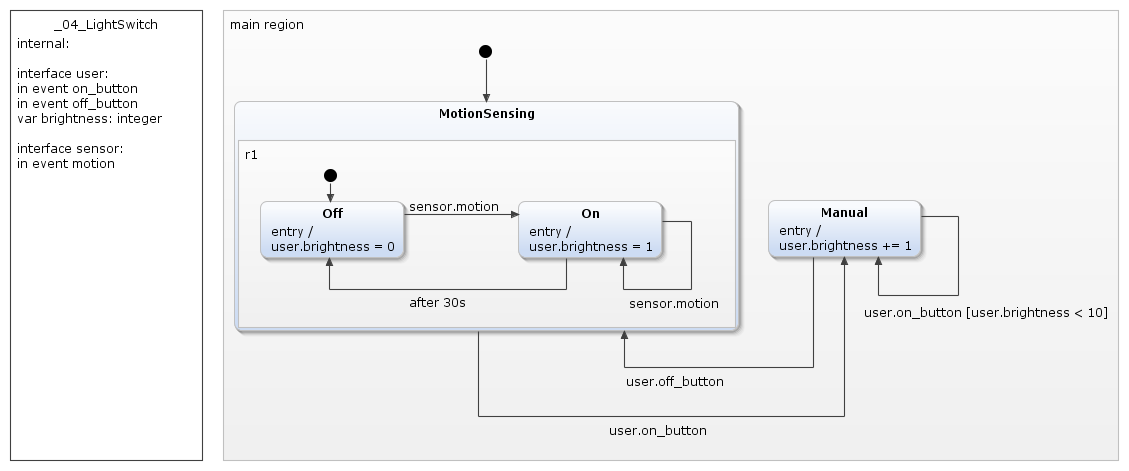 _04_LightSwitch
internal:
interface user:
in event on_button
in event off_button
var brightness: integer
interface sensor:
in event motion
main region
MotionSensing
r1
Off
entry /
user.brightness = 0
sensor.motion
On
entry /
user.brightness = 1
after 30s
sensor.motion
Manual
entry /
user.brightness += 1
user.on_button [user.brightness < 10]
user.off_button
user.on_button